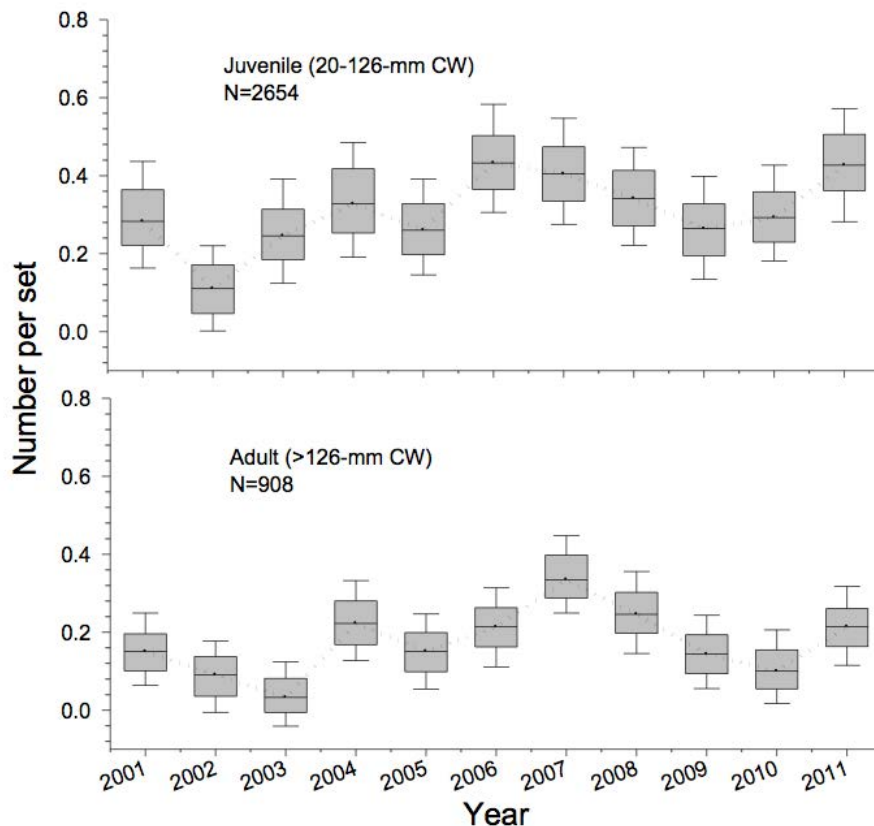 0.8
Juvenile (20-126-mm CW)
N=2654
0.6
0.4
0.2
0.0
Number per set
0.8
Adult (>126-mm CW)
N=908
0.6
0.4
0.2
0.0
2001 2002 2003 2004 2005 2006 2007 2008 2009 2010 2011
Year